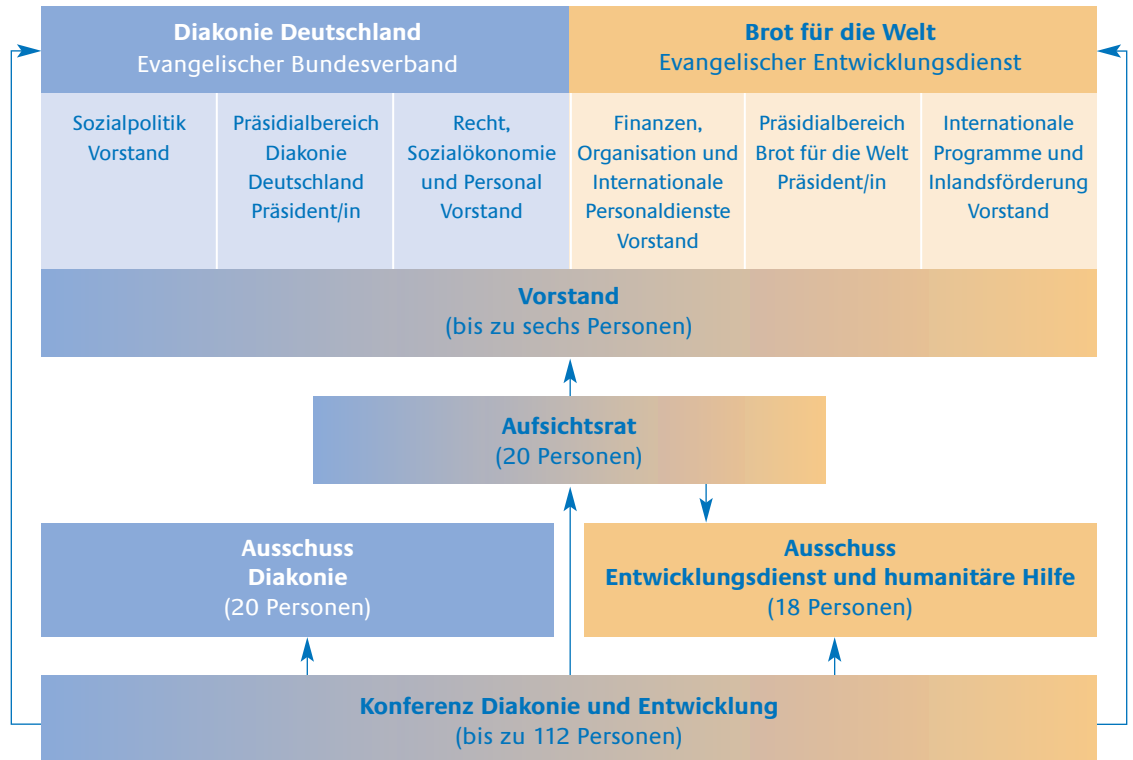 Diakonie Deutschland
Evangelischer Bundesverband
Brot für die Welt
Evangelischer Entwicklungsdienst
Sozialpolitik
Vorstand
Präsidialbereich
Diakonie
Deutschland
Präsident/in
Recht,
Sozialökonomie
und Personal
Vorstand
Finanzen,
Organisation und
Internationale
Personaldienste
Vorstand
Präsidialbereich
Brot für die Welt
Präsident/in
Internationale
Programme und
Inlandsförderung
Vorstand
Vorstand
(bis zu sechs Personen)
Aufsichtsrat
(20 Personen)
Ausschuss
Diakonie
(20 Personen)
Ausschuss
Entwicklungsdienst und humanitäre Hilfe
(18 Personen)
Konferenz Diakonie und Entwicklung
(bis zu 112 Personen)